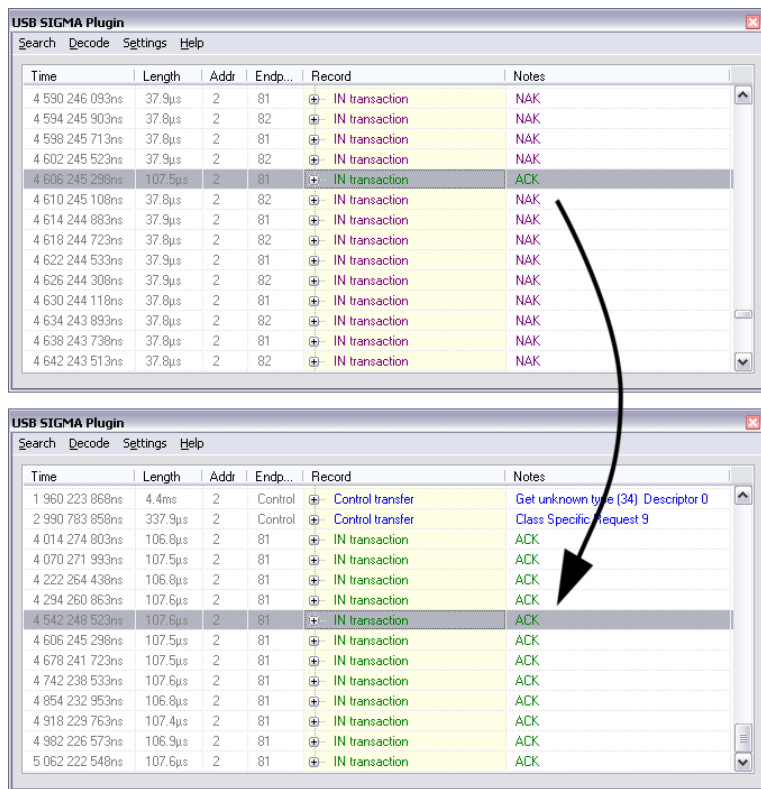 USB SIGMA Plugin
Search Decode Settings Help
Time Length Addr Endp... Record Notes
4 590 246 093ns 37.9µs 2 81 IN transaction NAK
4 594 245 903ns 37.8µs 2 82 IN transaction NAK
4 598 245 713ns 37.8µs 2 81 IN transaction NAK
4 602 245 523ns 37.9µs 2 82 IN transaction NAK
4 606 245 298ns 107.5µs 2 81 IN transaction ACK
4 610 245 108ns 37.8µs 2 82 IN transaction NAK
4 614 244 883ns 37.9µs 2 81 IN transaction NAK
4 618 244 723ns 37.8µs 2 82 IN transaction NAK
4 622 244 533ns 37.9µs 2 81 IN transaction NAK
4 626 244 308ns 37.9µs 2 82 IN transaction NAK
4 630 244 118ns 37.8µs 2 81 IN transaction NAK
4 634 243 893ns 37.8µs 2 82 IN transaction NAK
4 638 243 738ns 37.8µs 2 81 IN transaction NAK
4 642 243 513ns 37.8µs 2 82 IN transaction NAK
USB SIGMA Plugin
Search Decode Settings Help
Time Length Addr Endp... Record Notes
1 960 223 868ns 4.4ms 2 Control Control transfer Get unknown type (34) Descriptor 0
2 990 783 858ns 337.9µs 2 Control Control transfer Class Specific Request 9
4 014 274 803ns 106.8µs 2 81 IN transaction ACK
4 070 271 993ns 107.5µs 2 81 IN transaction ACK
4 222 264 438ns 106.8µs 2 81 IN transaction ACK
4 294 260 863ns 107.6µs 2 81 IN transaction ACK
4 542 248 523ns 107.6µs 2 81 IN transaction ACK
4 606 245 298ns 107.5µs 2 81 IN transaction ACK
4 678 241 723ns 107.5µs 2 81 IN transaction ACK
4 742 238 533ns 107.6µs 2 81 IN transaction ACK
4 854 232 953ns 106.8µs 2 81 IN transaction ACK
4 918 229 763ns 107.4µs 2 81 IN transaction ACK
4 982 226 573ns 106.9µs 2 81 IN transaction ACK
5 062 222 548ns 107.6µs 2 81 IN transaction ACK